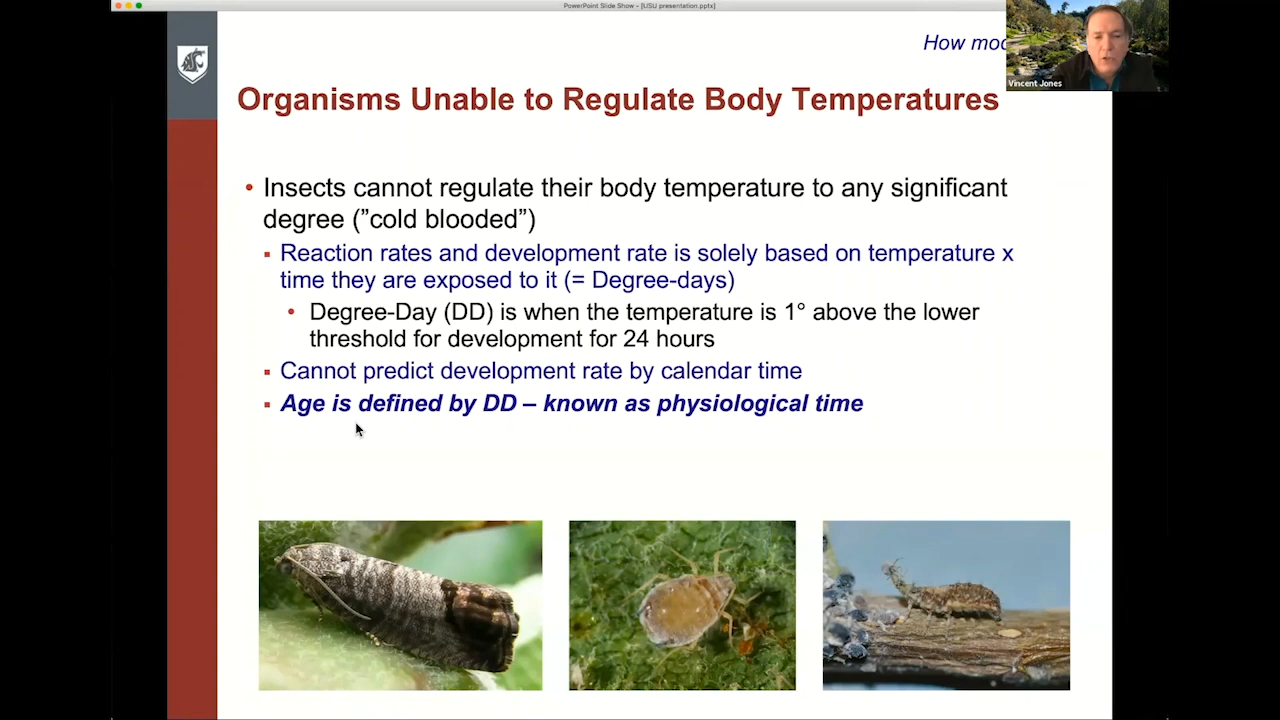 PowerPoint Slide Show - [USU presentation.pptx]
How mod
Vincent Jones
Organisms Unable to Regulate Body Temperatures
• Insects cannot regulate their body temperature to any significant
degree (”cold blooded”)
▪ Reaction rates and development rate is solely based on temperature x
time they are exposed to it (= Degree-days)
• Degree-Day (DD) is when the temperature is 1° above the lower
threshold for development for 24 hours
▪ Cannot predict development rate by calendar time
▪ Age is defined by DD – known as physiological time